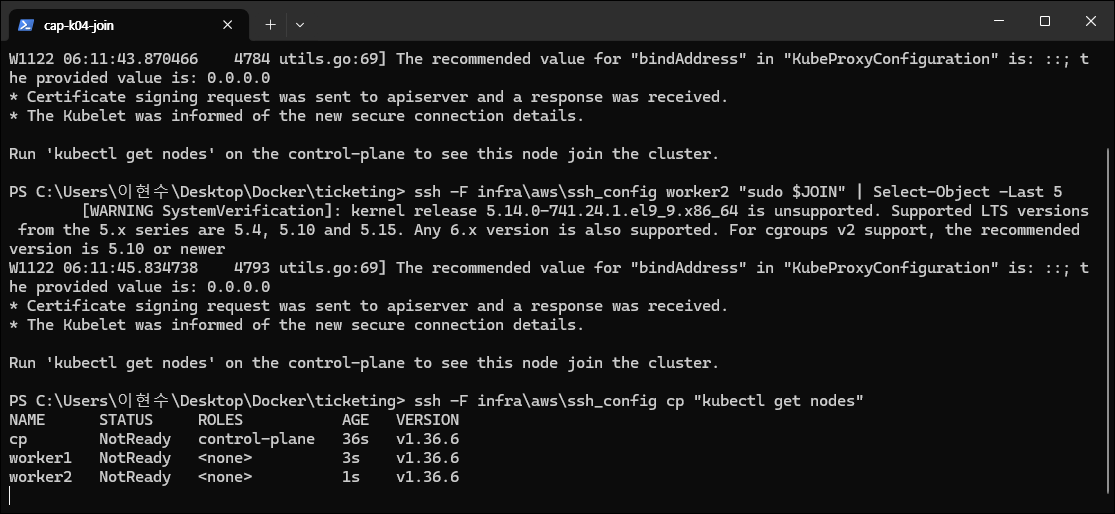 cap-k04-join
W1122 06:11:43.870466    4784 utils.go:69] The recommended value for "bindAddress" in "KubeProxyConfiguration" is: ::; t
he provided value is: 0.0.0.0
* Certificate signing request was sent to apiserver and a response was received.
* The Kubelet was informed of the new secure connection details.
Run 'kubectl get nodes' on the control-plane to see this node join the cluster.
PS C:\Users\이현수\Desktop\Docker\ticketing> ssh -F infra\aws\ssh_config worker2 "sudo $JOIN" | Select-Object -Last 5
        [WARNING SystemVerification]: kernel release 5.14.0-741.24.1.el9_9.x86_64 is unsupported. Supported LTS versions
 from the 5.x series are 5.4, 5.10 and 5.15. Any 6.x version is also supported. For cgroups v2 support, the recommended
version is 5.10 or newer
W1122 06:11:45.834738    4793 utils.go:69] The recommended value for "bindAddress" in "KubeProxyConfiguration" is: ::; t
he provided value is: 0.0.0.0
* Certificate signing request was sent to apiserver and a response was received.
* The Kubelet was informed of the new secure connection details.
Run 'kubectl get nodes' on the control-plane to see this node join the cluster.
PS C:\Users\이현수\Desktop\Docker\ticketing> ssh -F infra\aws\ssh_config cp "kubectl get nodes"
NAME      STATUS     ROLES           AGE   VERSION
cp        NotReady   control-plane   36s   v1.36.6
worker1   NotReady   <none>          3s    v1.36.6
worker2   NotReady   <none>          1s    v1.36.6